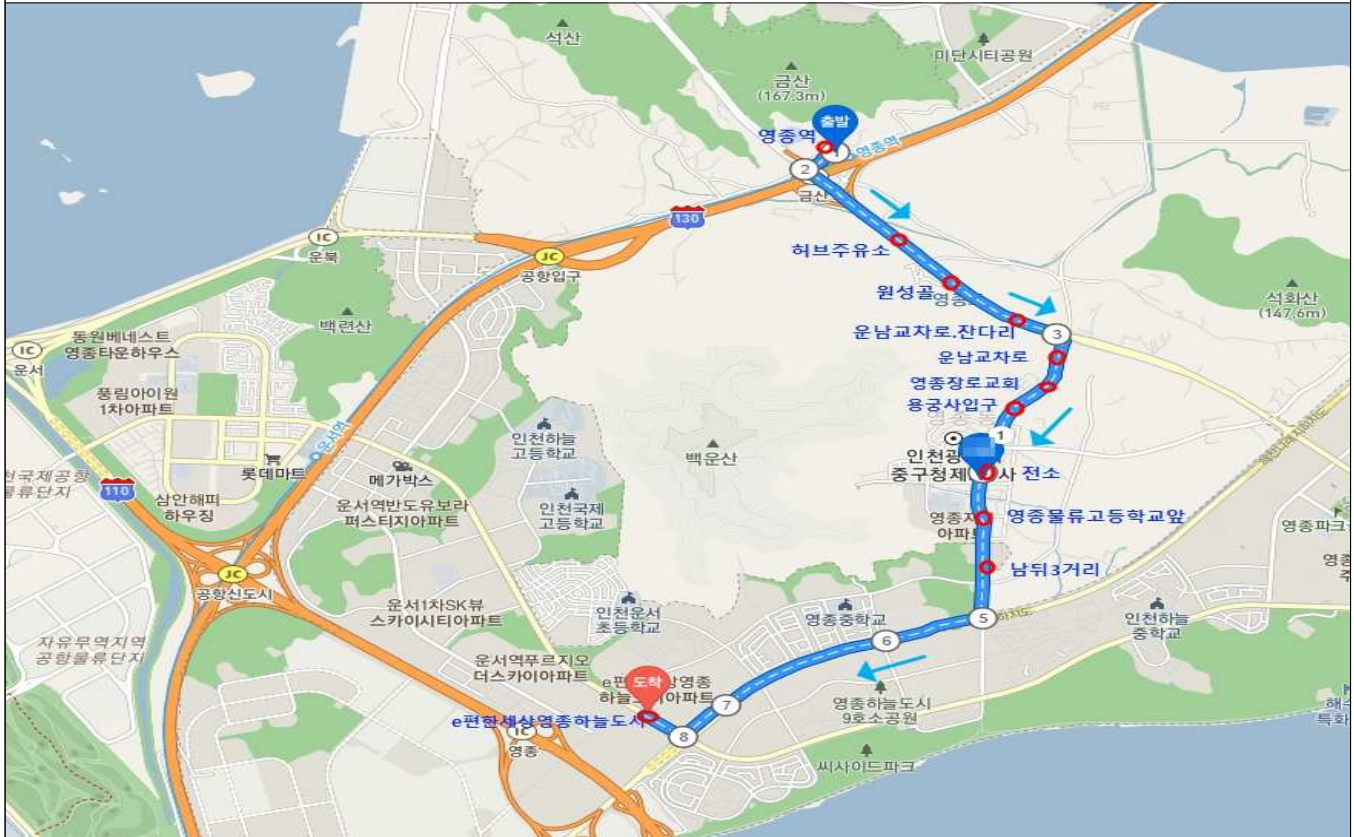 석산
미단시티공원
금산
(167.3m)
출발
영종역
1
영종역
2
금산
130
IC
운북
JC
공항입구
허브주유소
원성골
영종
석화산
(147.6m)
백련산
운남교차로.잔다리
3
동원베네스트
영종타운하우스
IC
운서
운남교차로
영종장로교회
용궁사입구
풍림아이원
1차아파트
운서역
인천하늘
고등학교
백운산
1
인천광
중구청제
전소
롯데마트
메가박스
110
삼안해피
하우징
운서역반도유보라
퍼스티지아파트
인천국제
고등학교
영종물류고등학교앞
아파트
남뒤3거리
JC
공항신도시
운서1차SK뷰
스카이시티아파트
인천운서
초등학교
영종중학교
5
6
인천하늘
중학교
자유무역지역
공항물류단지
운서역푸르지오
더스카이아파트
도착
7
e편한세상영종하늘도시
8
IC
영종
영종하늘도시
9호소공원
씨사이드파크